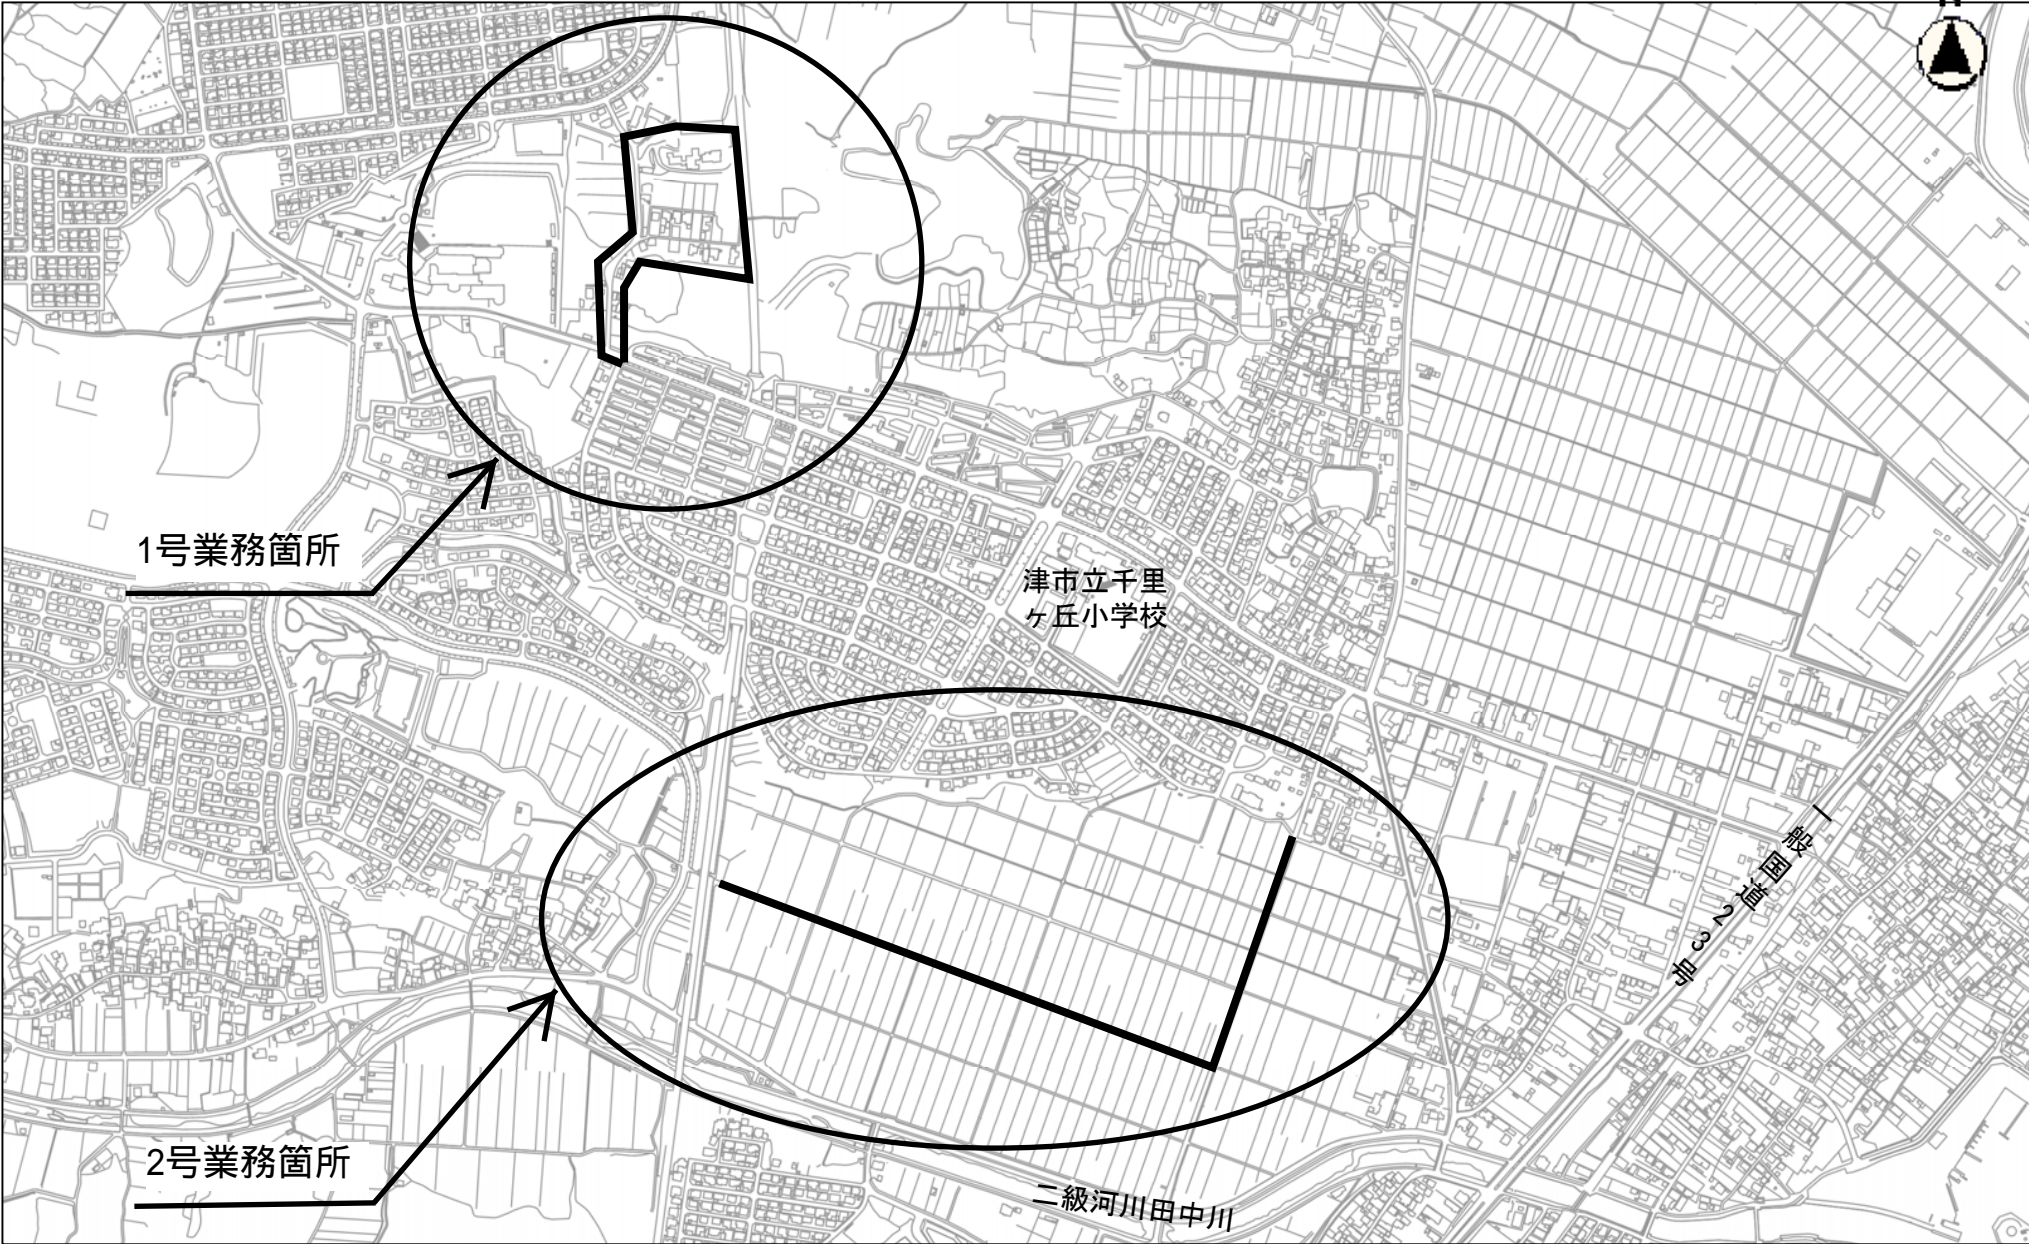 N
1号業務箇所
津市立千里
ヶ丘小学校
一般国道23号
2号業務箇所
二級河川田中川